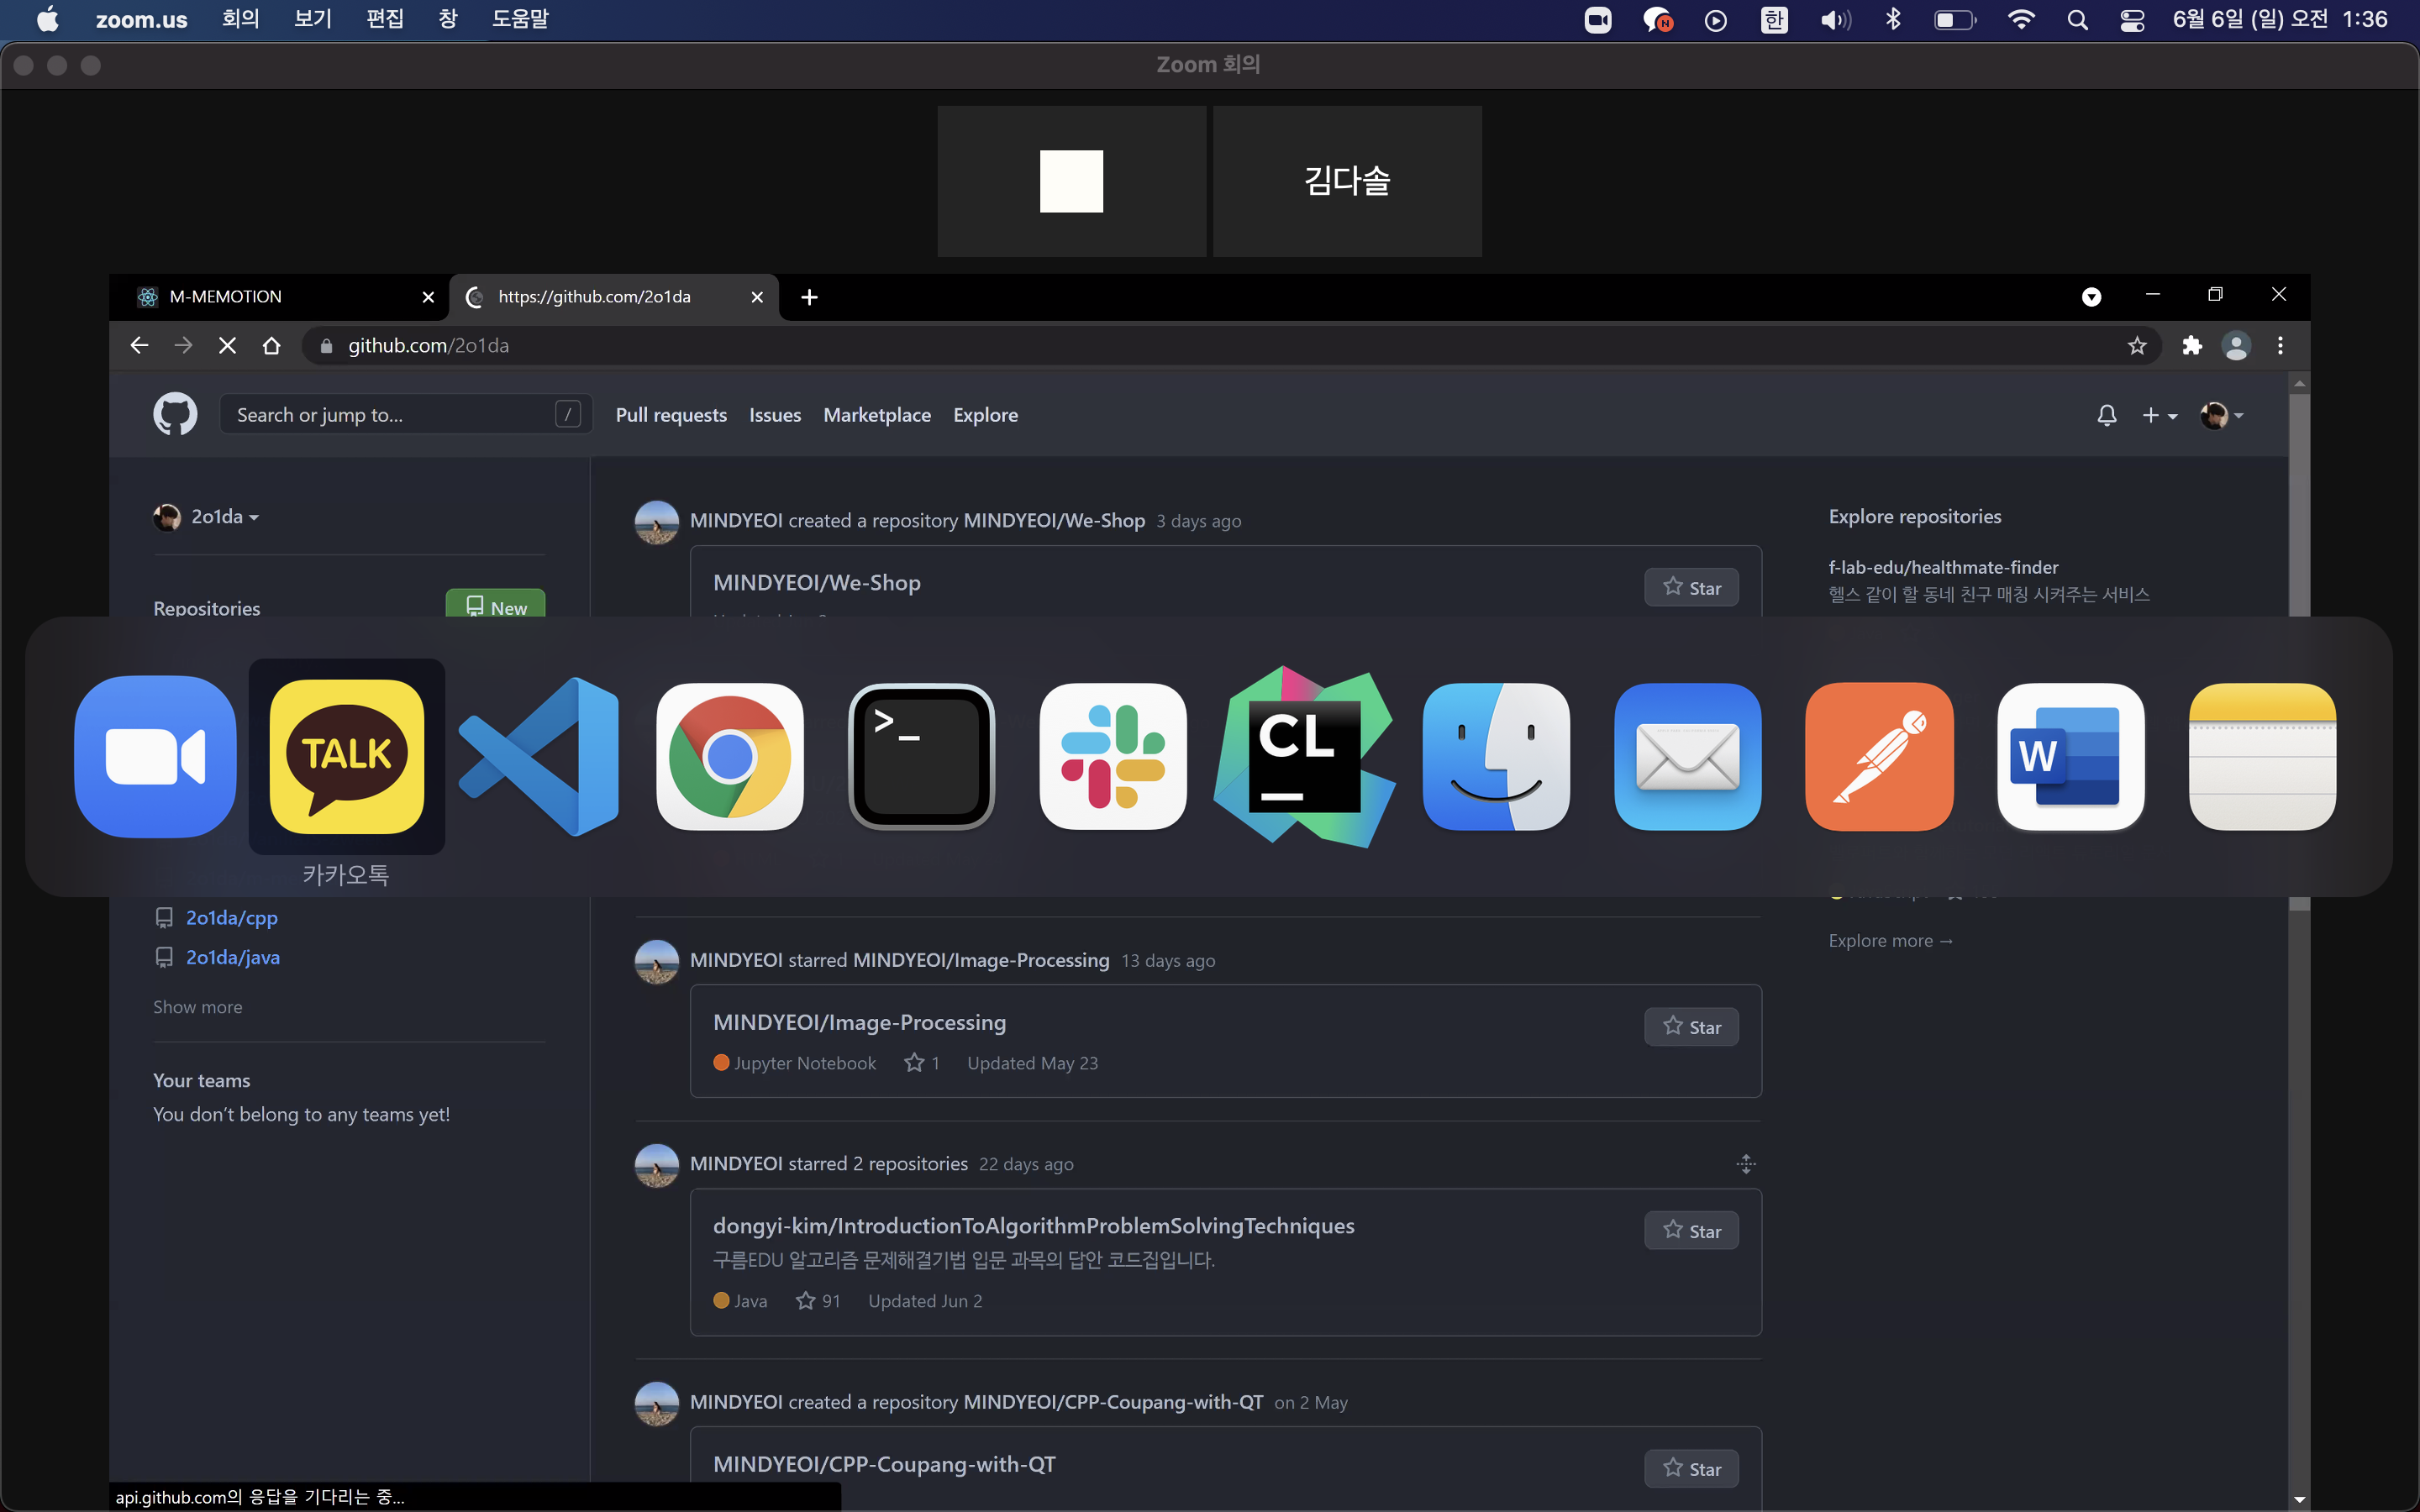 zoom.us 회의 보기 편집 창 도움말 한 6월 6일 (일) 오전 1:36
Zoom 회의
김다솔
M-MEMOTION https://github.com/2o1da
github.com/2o1da
Search or jump to... / Pull requests Issues Marketplace Explore
2o1da
Repositories New
MINDYEOI created a repository MINDYEOI/We-Shop 3 days ago
MINDYEOI/We-Shop Star
Explore repositories
f-lab-edu/healthmate-finder
헬스 같이 할 동네 친구 매칭 시켜주는 서비스
TALK >_ CL W
카카오톡
2o1da/cpp
2o1da/java
Show more
Your teams
You don't belong to any teams yet!
MINDYEOI starred MINDYEOI/Image-Processing 13 days ago
MINDYEOI/Image-Processing Star
Jupyter Notebook 1 Updated May 23
MINDYEOI starred 2 repositories 22 days ago
dongyi-kim/IntroductionToAlgorithmProblemSolvingTechniques Star
구름EDU 알고리즘 문제해결기법 입문 과목의 답안 코드집입니다.
Java 91 Updated Jun 2
MINDYEOI created a repository MINDYEOI/CPP-Coupang-with-QT on 2 May
MINDYEOI/CPP-Coupang-with-QT Star
Explore more →
api.github.com의 응답을 기다리는 중...